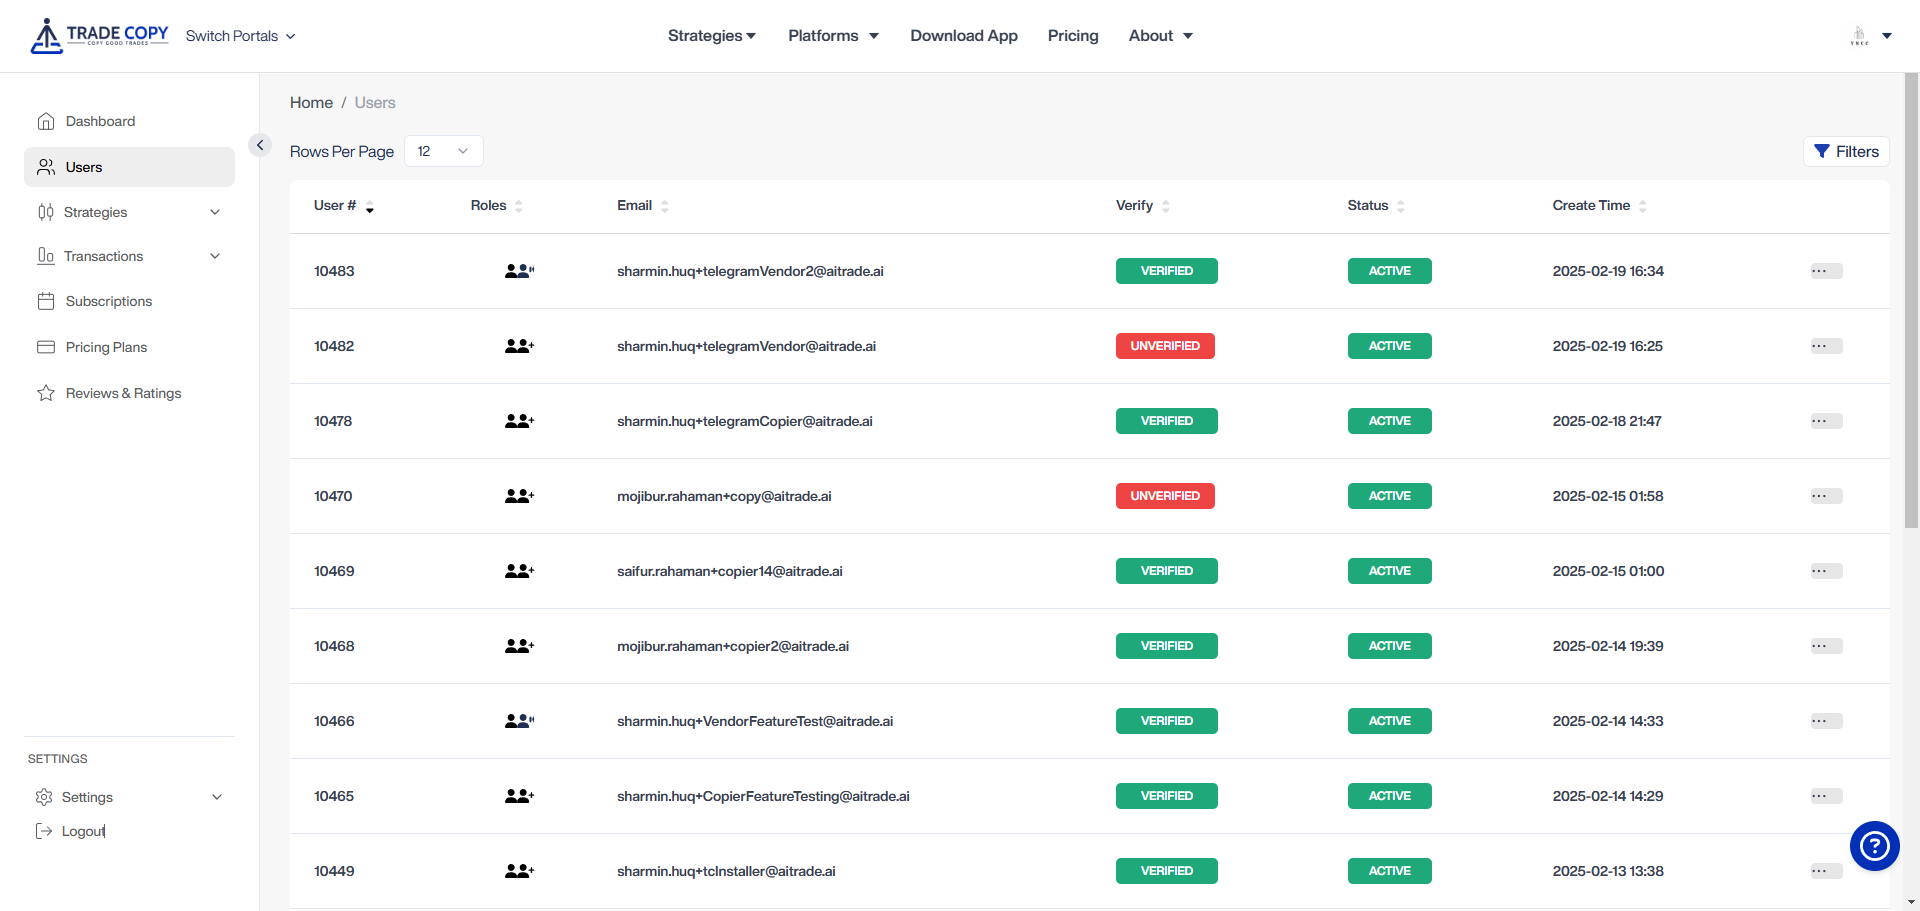 TRADE COPY
COPY GOOD TRADES
Switch Portals
Strategies
Platforms
Download App
Pricing
About
Dashboard
Users
Strategies
Transactions
Subscriptions
Pricing Plans
Reviews & Ratings
SETTINGS
Settings
Logout
Home / Users
Rows Per Page 12
Filters
User # Roles Email Verify Status Create Time
10483 sharmin.huq+telegramVendor2@aitrade.ai VERIFIED ACTIVE 2025-02-19 16:34 ...
10482 sharmin.huq+telegramVendor@aitrade.ai UNVERIFIED ACTIVE 2025-02-19 16:25 ...
10478 sharmin.huq+telegramCopier@aitrade.ai VERIFIED ACTIVE 2025-02-18 21:47 ...
10470 mojibur.rahaman+copy@aitrade.ai UNVERIFIED ACTIVE 2025-02-15 01:58 ...
10469 saifur.rahaman+copier14@aitrade.ai VERIFIED ACTIVE 2025-02-15 01:00 ...
10468 mojibur.rahaman+copier2@aitrade.ai VERIFIED ACTIVE 2025-02-14 19:39 ...
10466 sharmin.huq+VendorFeatureTest@aitrade.ai VERIFIED ACTIVE 2025-02-14 14:33 ...
10465 sharmin.huq+CopierFeatureTesting@aitrade.ai VERIFIED ACTIVE 2025-02-14 14:29 ...
10449 sharmin.huq+tcInstaller@aitrade.ai VERIFIED ACTIVE 2025-02-13 13:38 ...